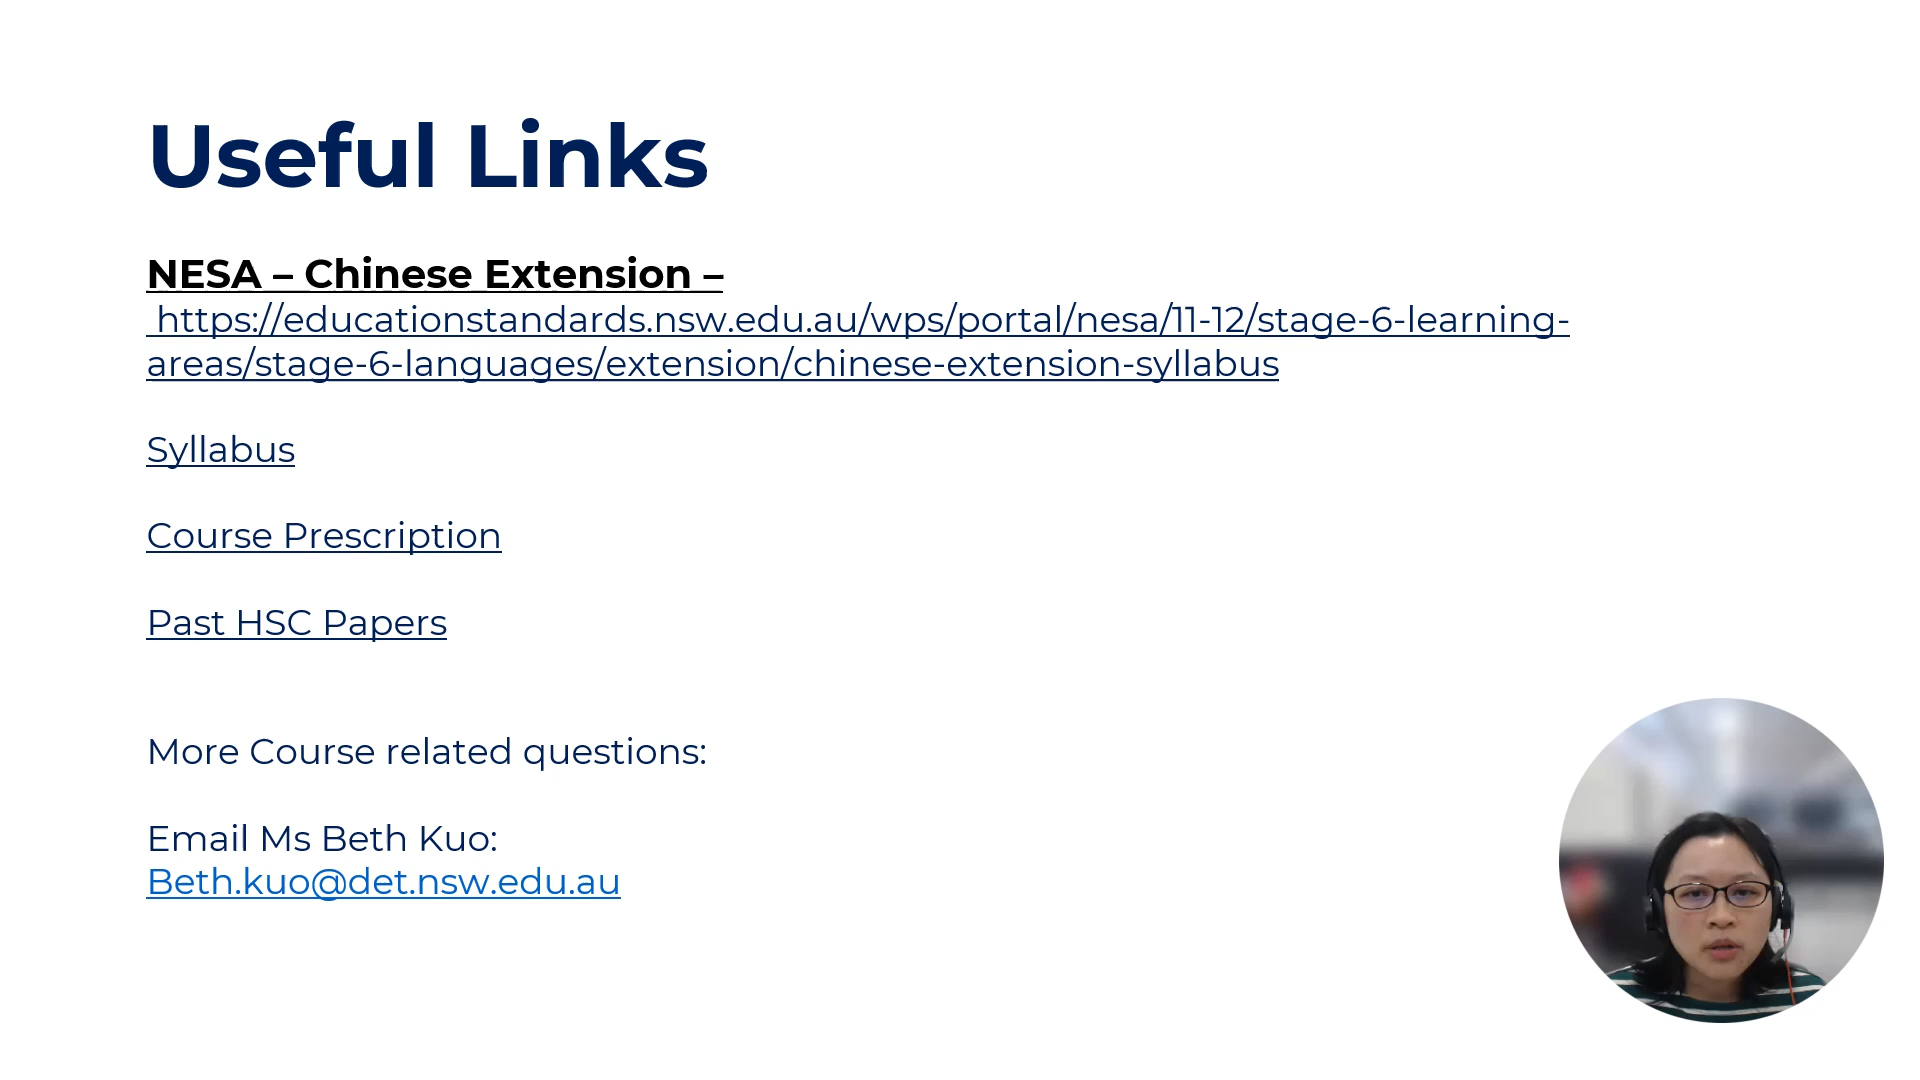 Useful Links
NESA – Chinese Extension –
https://educationstandards.nsw.edu.au/wps/portal/nesa/11-12/stage-6-learning-
areas/stage-6-languages/extension/chinese-extension-syllabus
Syllabus
Course Prescription
Past HSC Papers
More Course related questions:
Email Ms Beth Kuo:
Beth.kuo@det.nsw.edu.au